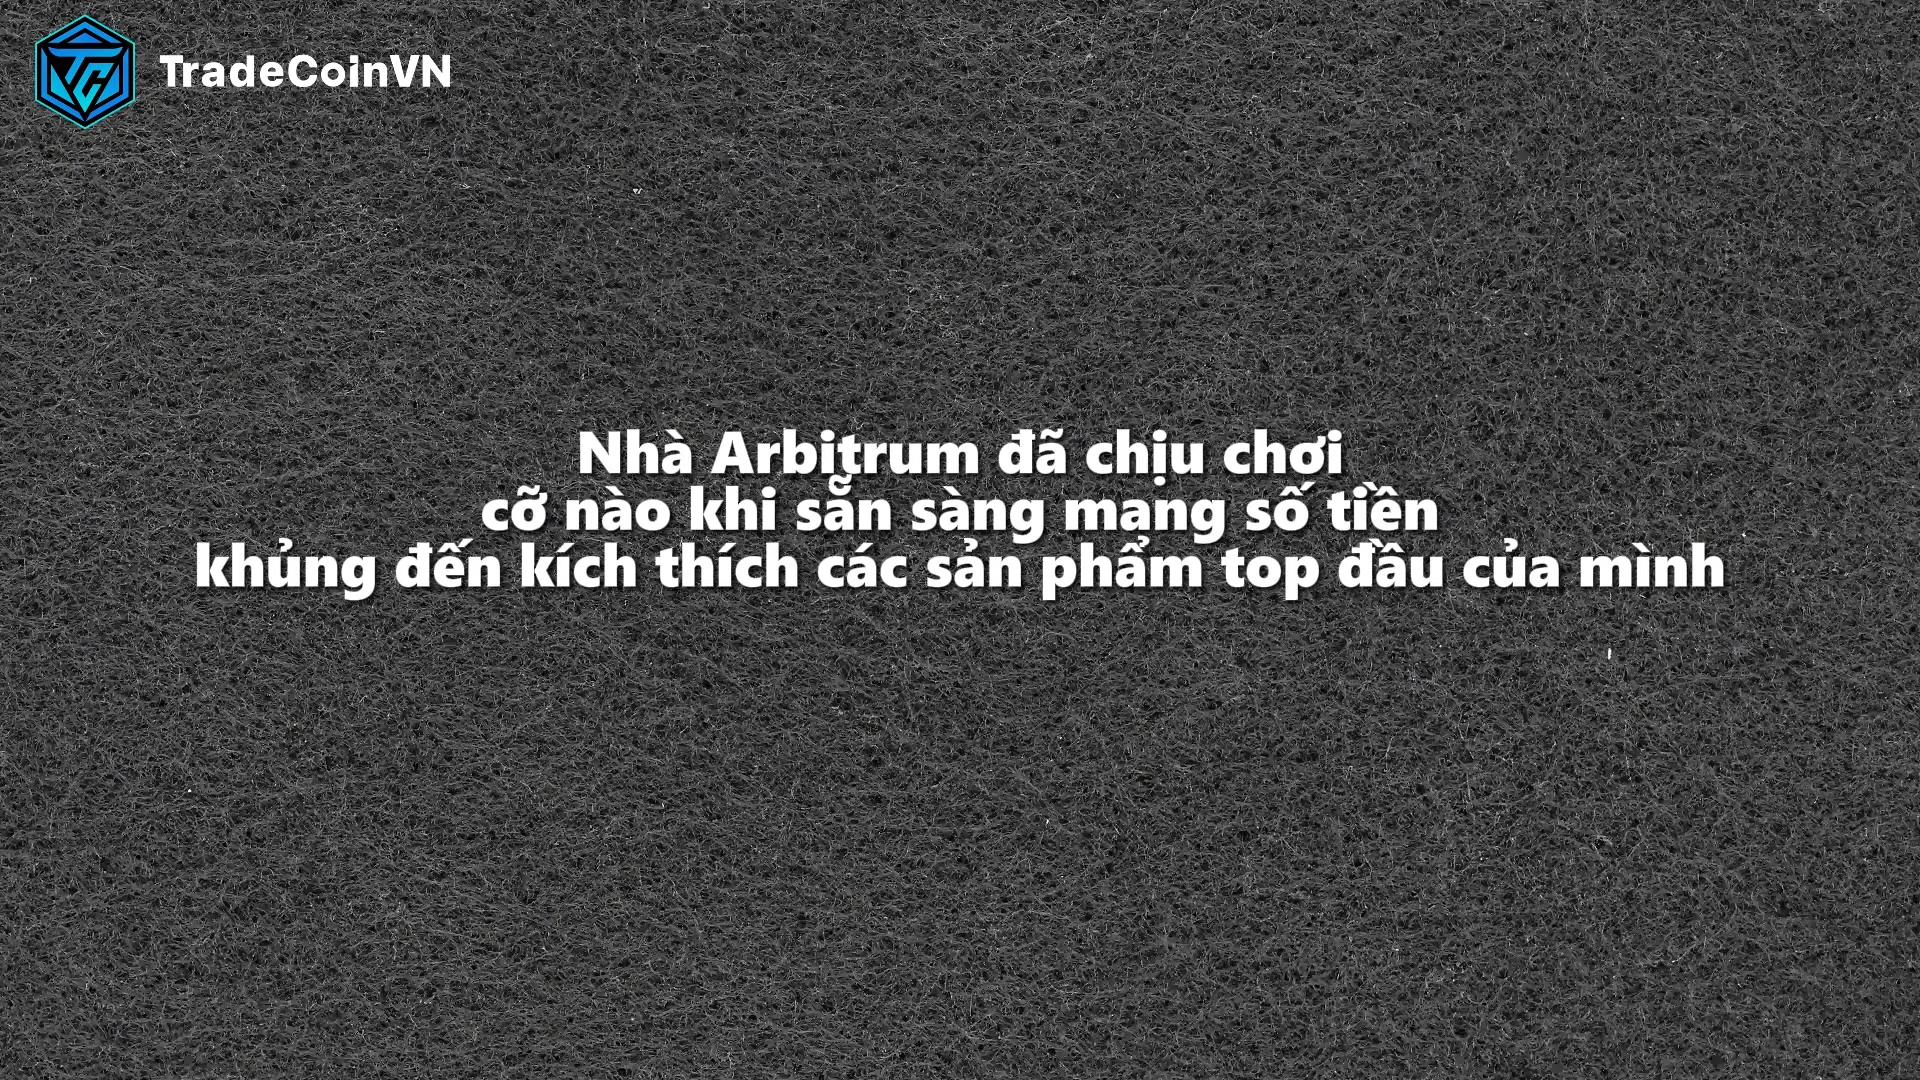 TradeCoinVN
Nhà Arbitrum đã chịu chơi
cỡ nào khi sẵn sàng mang số tiền
khủng đến kích thích các sản phẩm top đầu của mình